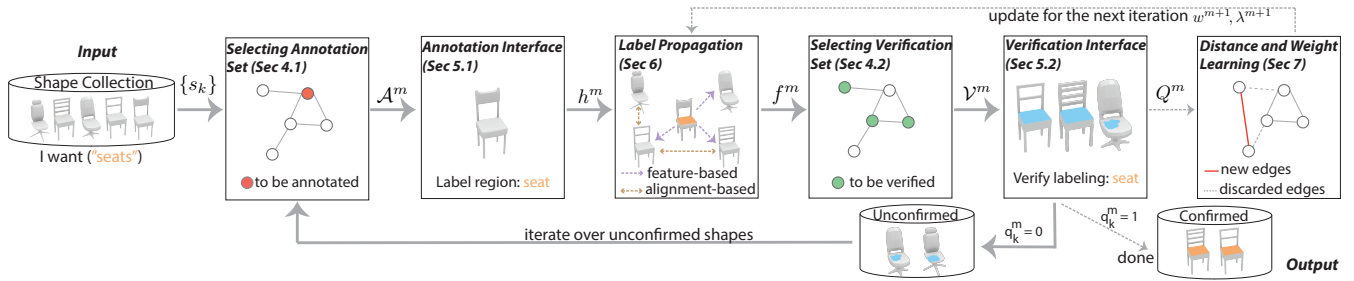 update for the next iteration w^{m+1}, λ^{m+1}
Input
Shape Collection
I want ("seats")
{s_k}
Selecting Annotation
Set (Sec 4.1)
to be annotated
A^m
Annotation Interface
(Sec 5.1)
Label region: seat
h^m
Label Propagation
(Sec 6)
feature-based
alignment-based
f^m
Selecting Verification
Set (Sec 4.2)
to be verified
V^m
Verification Interface
(Sec 5.2)
Verify labeling: seat
Q^m
Distance and Weight
Learning (Sec 7)
new edges
discarded edges
iterate over unconfirmed shapes
Unconfirmed
q_k^m = 0
q_k^m = 1
done
Confirmed
Output